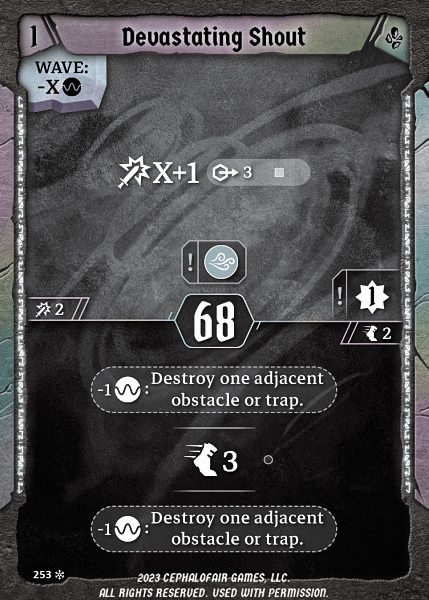 1
Devastating Shout
WAVE:
-X
X+1 3
!
! 1
2
68
2
-1 : Destroy one adjacent
obstacle or trap.
3
-1 : Destroy one adjacent
obstacle or trap.
253
2023 CEPHALOFAIR GAMES, LLC.
ALL RIGHTS RESERVED. USED WITH PERMISSION.